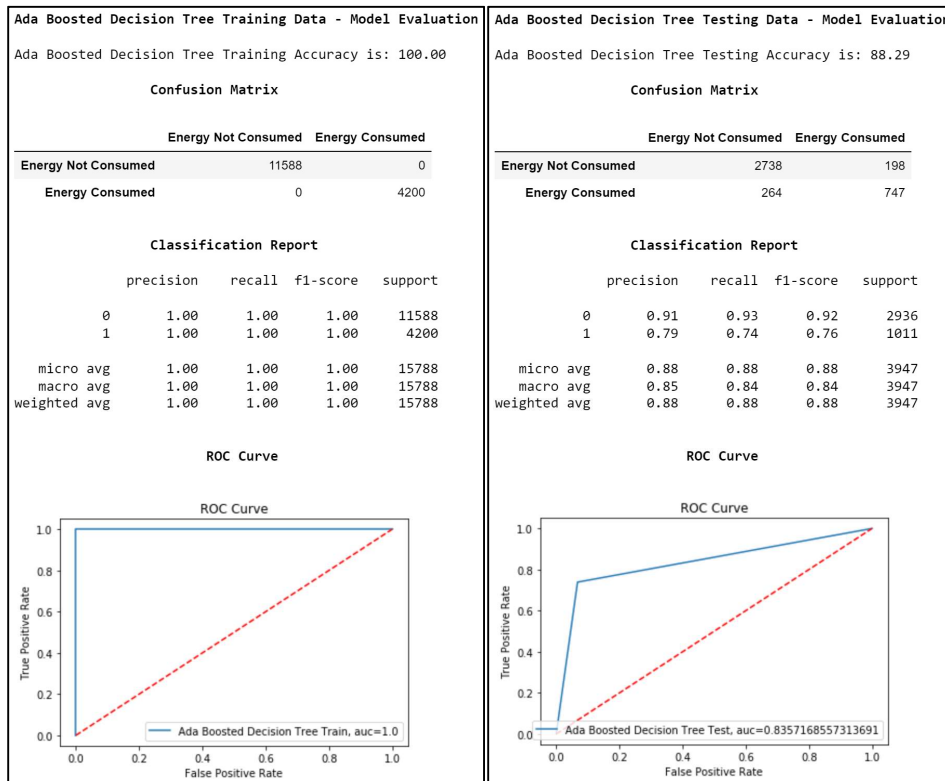 Ada Boosted Decision Tree Training Data - Model Evaluation
Ada Boosted Decision Tree Training Accuracy is: 100.00
Confusion Matrix
Energy Not Consumed Energy Consumed
Energy Not Consumed 11588 0
Energy Consumed 0 4200
Classification Report
precision recall f1-score support
0 1.00 1.00 1.00 11588
1 1.00 1.00 1.00 4200
micro avg 1.00 1.00 1.00 15788
macro avg 1.00 1.00 1.00 15788
weighted avg 1.00 1.00 1.00 15788
ROC Curve
ROC Curve
1.0
0.8
0.6
0.4
0.2
0.0
True Positive Rate
Ada Boosted Decision Tree Train, auc=1.0
0.0 0.2 0.4 0.6 0.8 1.0
False Positive Rate
Ada Boosted Decision Tree Testing Data - Model Evaluation
Ada Boosted Decision Tree Testing Accuracy is: 88.29
Confusion Matrix
Energy Not Consumed Energy Consumed
Energy Not Consumed 2738 198
Energy Consumed 264 747
Classification Report
precision recall f1-score support
0 0.91 0.93 0.92 2936
1 0.79 0.74 0.76 1011
micro avg 0.88 0.88 0.88 3947
macro avg 0.85 0.84 0.84 3947
weighted avg 0.88 0.88 0.88 3947
ROC Curve
ROC Curve
1.0
0.8
0.6
0.4
0.2
0.0
True Positive Rate
Ada Boosted Decision Tree Test, auc=0.8357168557313691
0.0 0.2 0.4 0.6 0.8 1.0
False Positive Rate